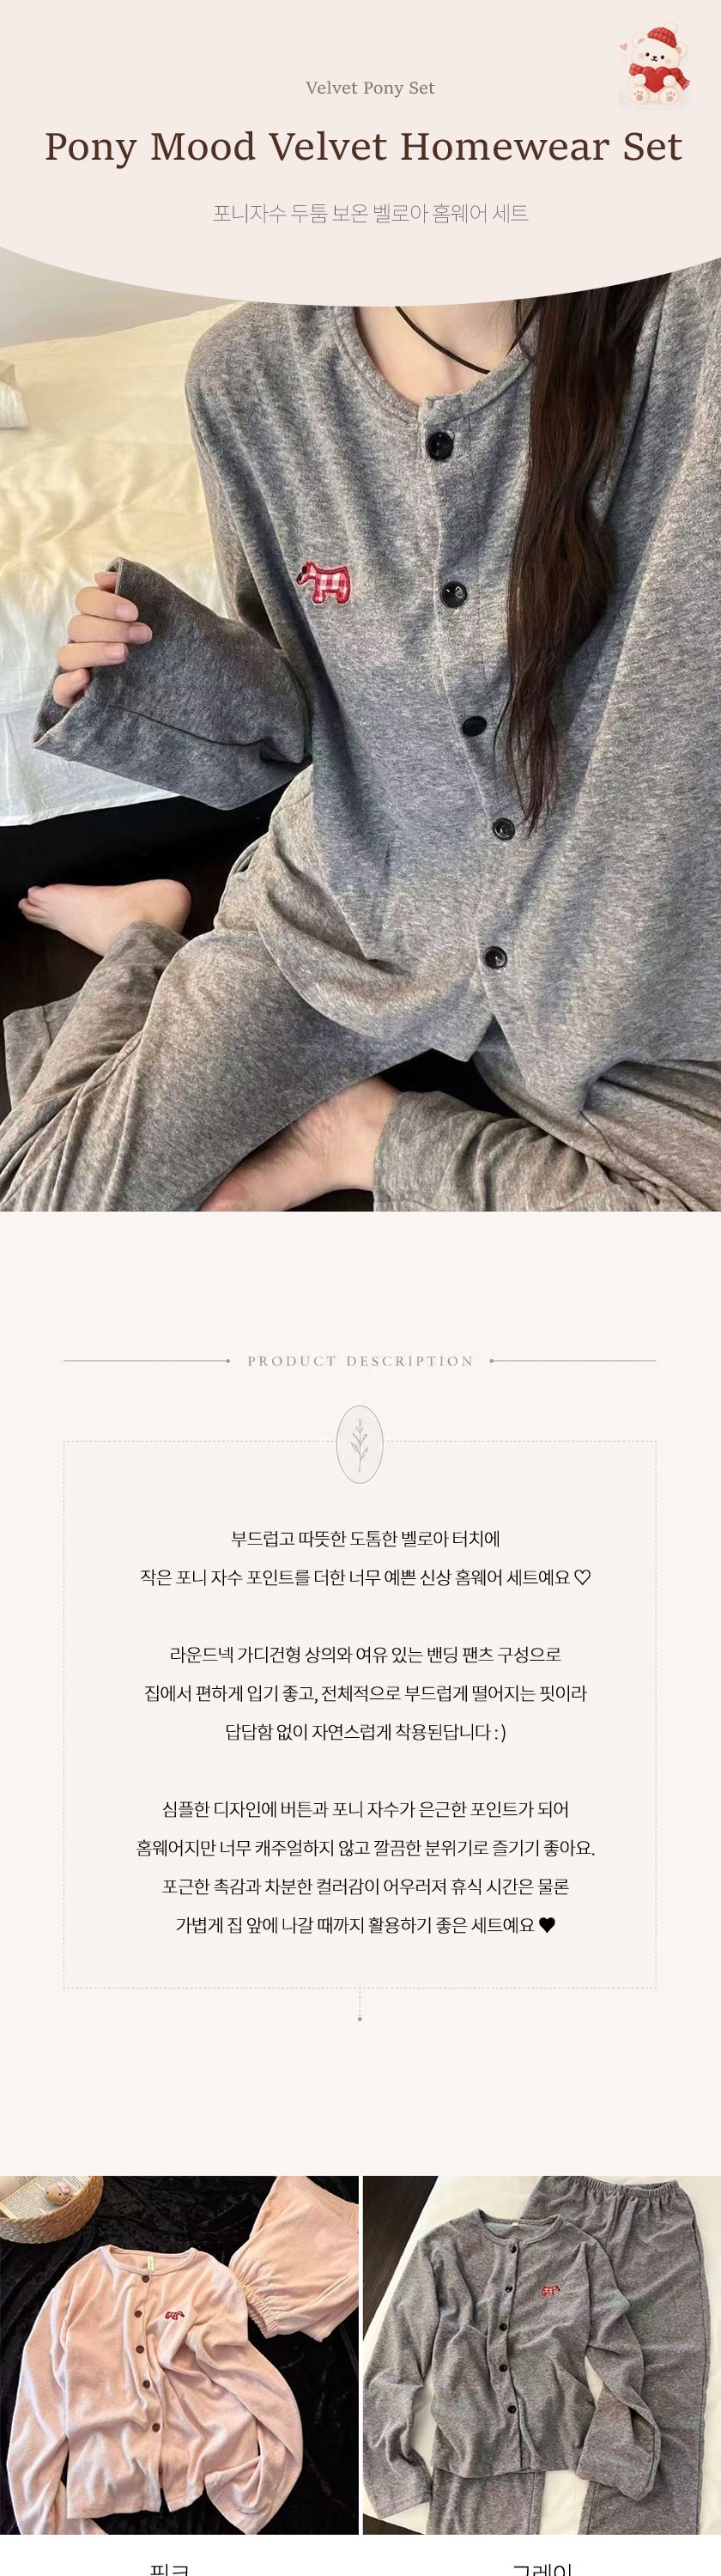 Velvet Pony Set
Pony Mood Velvet Homewear Set
포니자수 두툼 보온 벨로아 홈웨어 세트
PRODUCT DESCRIPTION
부드럽고 따뜻한 도톰한 벨로아 터치에
작은 포니 자수 포인트를 더한 너무 예쁜 신상 홈웨어 세트예요 ♡
라운드넥 가디건형 상의와 여유 있는 밴딩 팬츠 구성으로
집에서 편하게 입기 좋고, 전체적으로 부드럽게 떨어지는 핏이라
답답함 없이 자연스럽게 착용된답니다 : )
심플한 디자인에 버튼과 포니 자수가 은근한 포인트가 되어
홈웨어지만 너무 캐주얼하지 않고 깔끔한 분위기로 즐기기 좋아요.
포근한 촉감과 차분한 컬러감이 어우러져 휴식 시간은 물론
가볍게 집 앞에 나갈 때까지 활용하기 좋은 세트예요 ♥
핑크
그레이